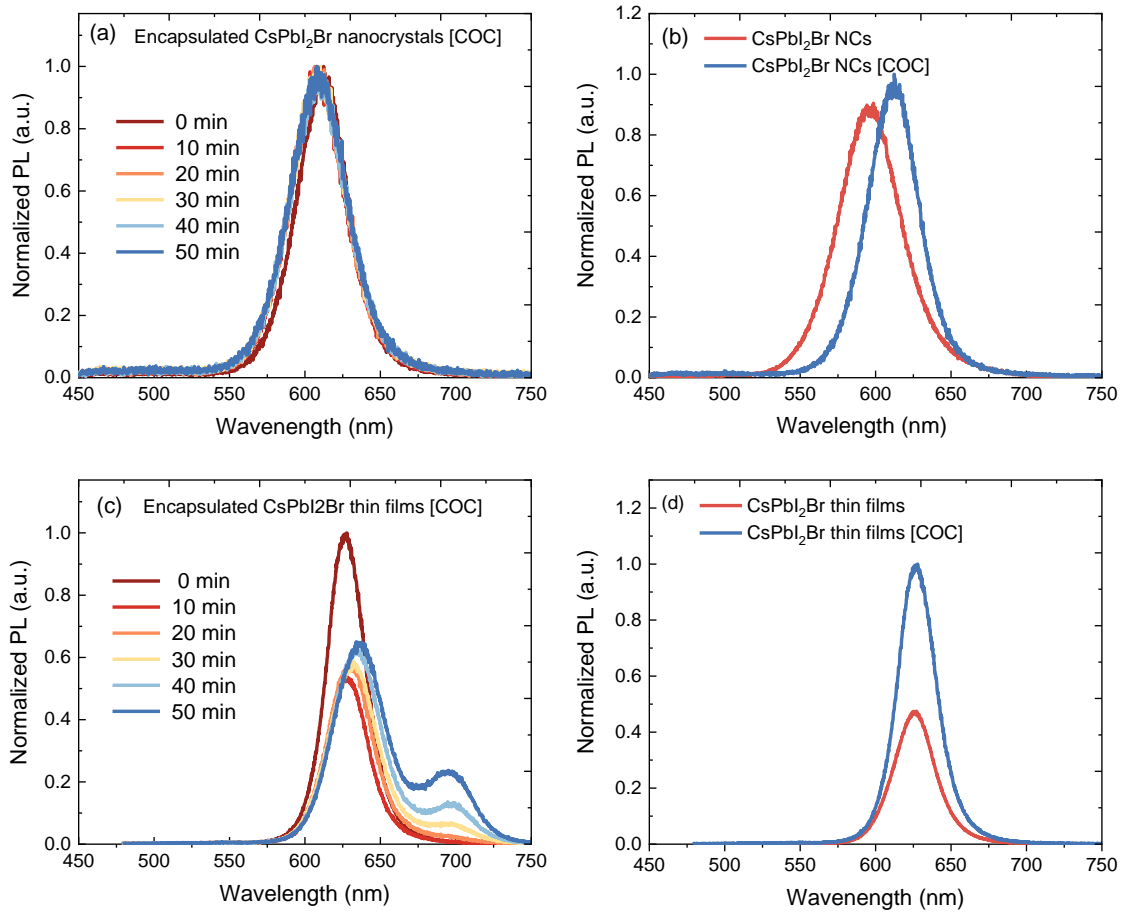 (a) Encapsulated CsPbI₂Br nanocrystals [COC]
0 min
10 min
20 min
30 min
40 min
50 min
Normalized PL (a.u.)
1.0
0.8
0.6
0.4
0.2
0.0
450 500 550 600 650 700 750
Wavenength (nm)
(b)
CsPbI₂Br NCs
CsPbI₂Br NCs [COC]
Normalized PL (a.u.)
1.2
1.0
0.8
0.6
0.4
0.2
0.0
450 500 550 600 650 700 750
Wavelength (nm)
(c) Encapsulated CsPbI2Br thin films [COC]
0 min
10 min
20 min
30 min
40 min
50 min
Normalized PL (a.u.)
1.0
0.8
0.6
0.4
0.2
0.0
450 500 550 600 650 700 750
Wavelength (nm)
(d)
CsPbI₂Br thin films
CsPbI₂Br thin films [COC]
Normalized PL (a.u.)
1.2
1.0
0.8
0.6
0.4
0.2
0.0
450 500 550 600 650 700 750
Wavenength (nm)